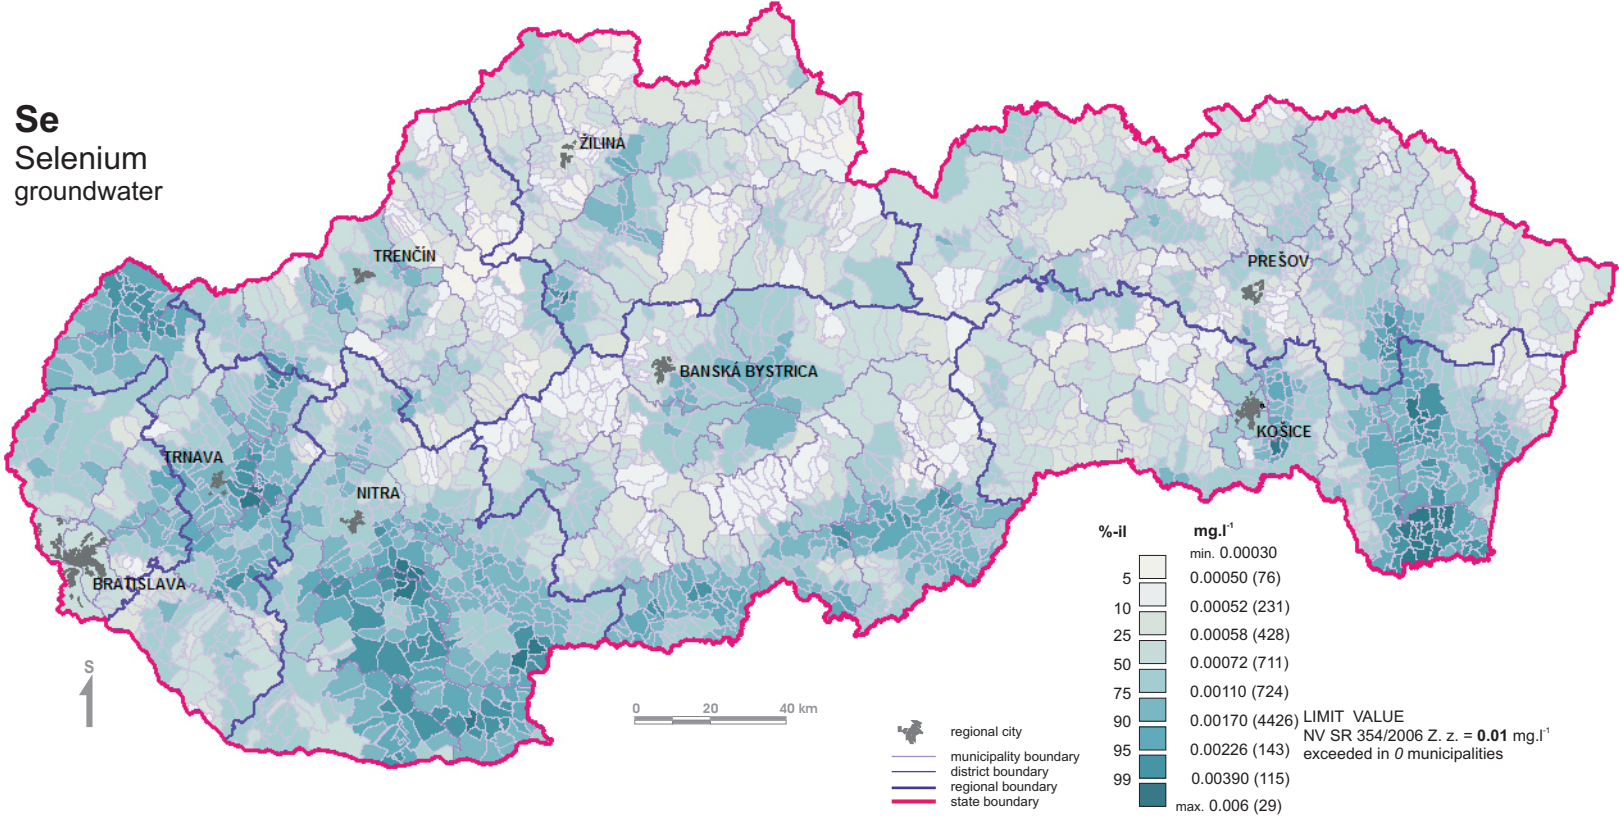 Se
Selenium
groundwater
ŽILINA
TRENČÍN
PREŠOV
BANSKÁ BYSTRICA
KOŠICE
TRNAVA
NITRA
BRATISLAVA
S
0 20 40 km
regional city
municipality boundary
district boundary
regional boundary
state boundary
%-il mg.l⁻¹
min. 0.00030
5 0.00050 (76)
10 0.00052 (231)
25 0.00058 (428)
50 0.00072 (711)
75 0.00110 (724)
90 0.00170 (4426)
95 0.00226 (143)
99 0.00390 (115)
max. 0.006 (29)
LIMIT VALUE
NV SR 354/2006 Z. z. = 0.01 mg.l⁻¹
exceeded in 0 municipalities